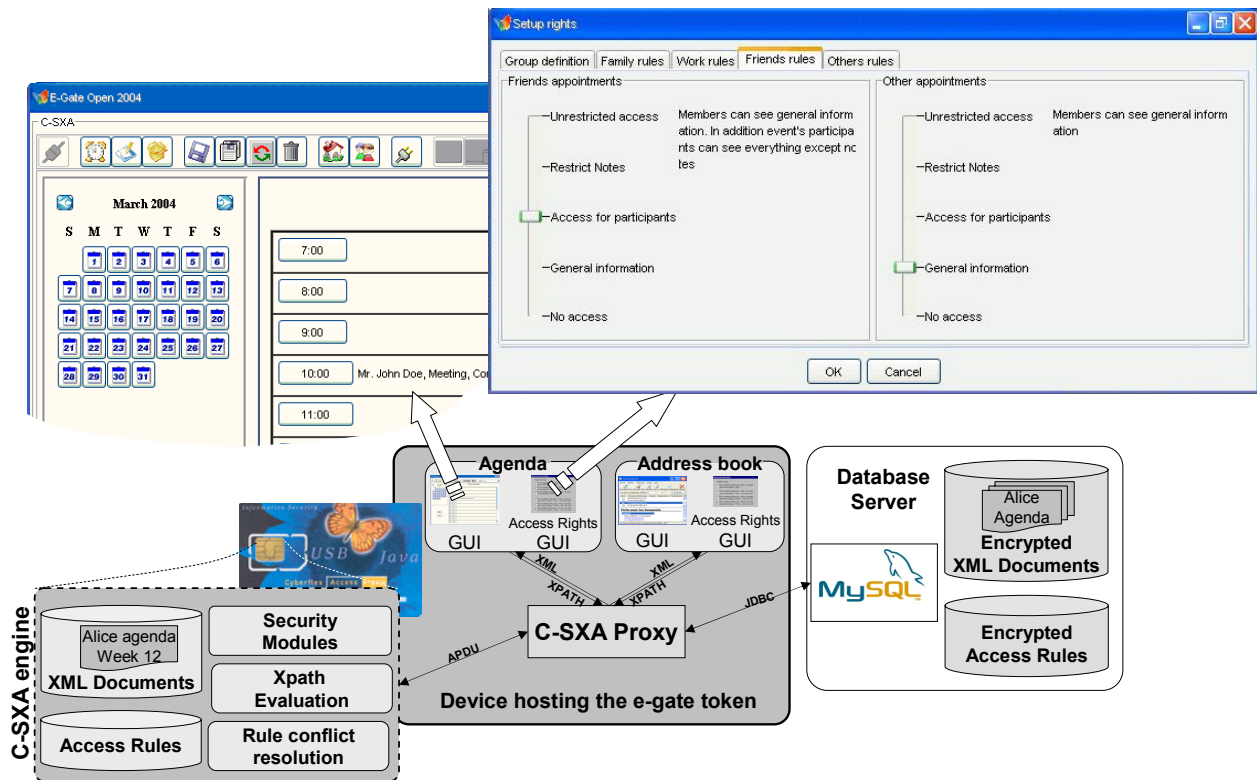 Setup rights
Group definition Family rules Work rules Friends rules Others rules
Friends appointments
Unrestricted access
Restrict Notes
Access for participants
General information
No access
Members can see general inform
ation. In addition event's participa
nts can see everything except no
tes
Other appointments
Unrestricted access
Restrict Notes
Access for participants
General information
No access
Members can see general inform
ation
OK Cancel
E-Gate Open 2004
C-SXA
March 2004
S M T W T F S
1 2 3 4 5 6
7 8 9 10 11 12 13
14 15 16 17 18 19 20
21 22 23 24 25 26 27
28 29 30 31
7:00
8:00
9:00
10:00 Mr. John Doe, Meeting, Con
11:00
Agenda
Access Rights
GUI GUI
Address book
Access Rights
GUI GUI
XML
XPATH
XML
XPATH
C-SXA Proxy
APDU
JDBC
Device hosting the e-gate token
Database
Server
MySQL
TM
Alice
Agenda
Encrypted
XML Documents
Encrypted
Access Rules
Information Security
USB Java
Cyberflex Access
C-SXA engine
Alice agenda
Week 12
XML Documents
Access Rules
Security
Modules
Xpath
Evaluation
Rule conflict
resolution